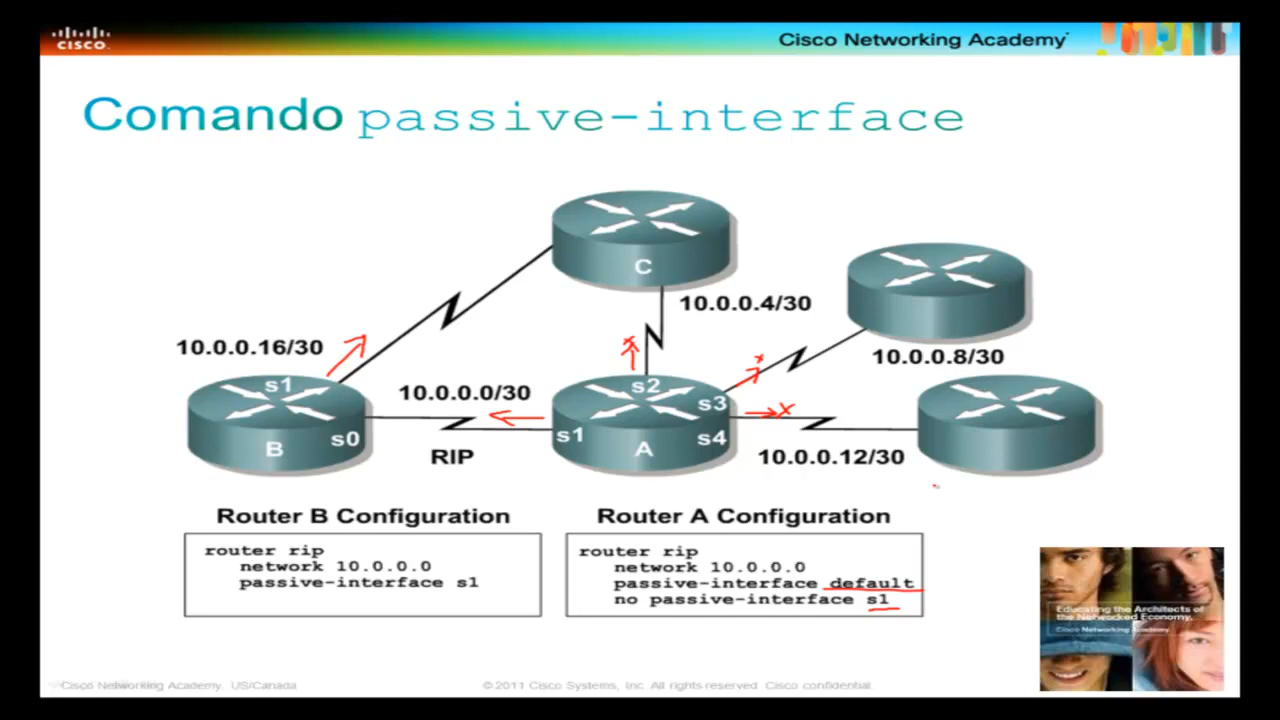 CISCO.
Cisco Networking Academy
Comando passive-interface
C
10.0.0.4/30
10.0.0.16/30
10.0.0.8/30
s1
10.0.0.0/30
s2
s3
B
s0
s1
A
s4
RIP
10.0.0.12/30
Router B Configuration
router rip
network 10.0.0.0
passive-interface s1
Router A Configuration
router rip
network 10.0.0.0
passive-interface default
no passive-interface s1
Educating the Architects of
the Networked Economy.
Cisco Networking Academy
Cisco Networking Academy. US/Canada
©2011 Cisco Systems, Inc. All rights reserved. Cisco confidential